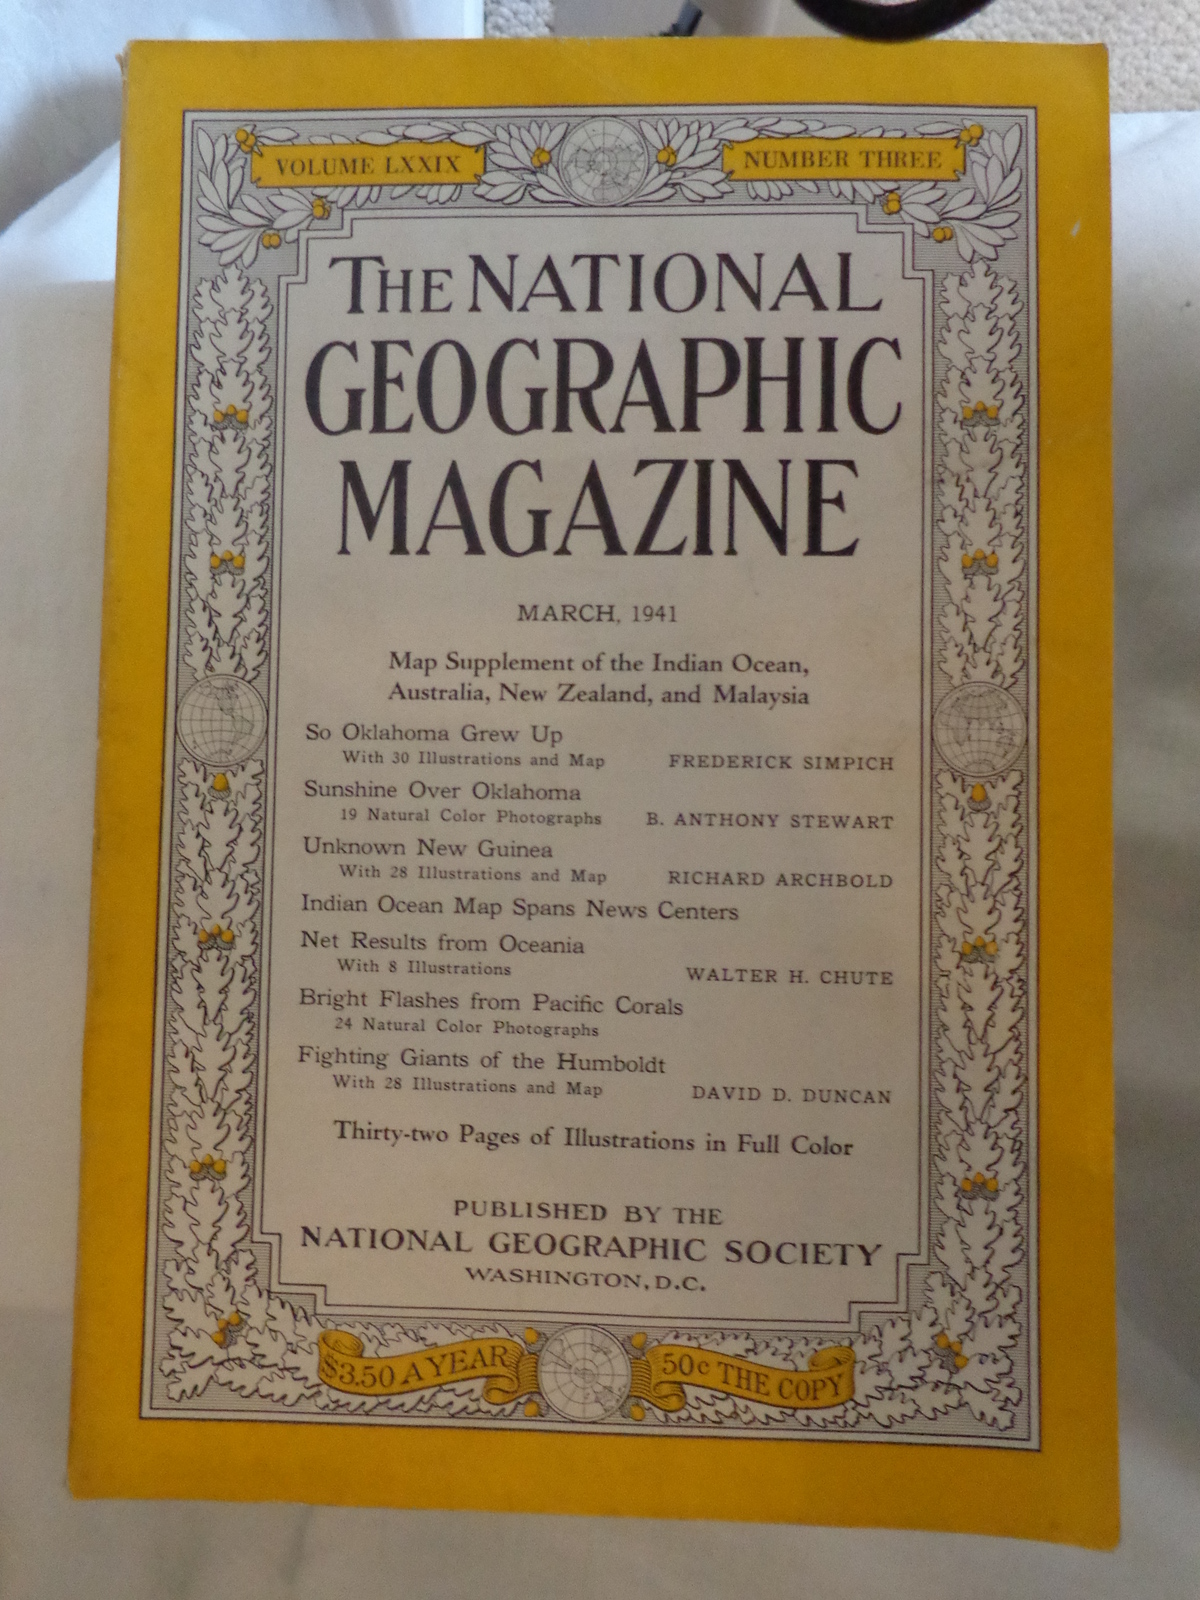 VOLUME LXXIX
NUMBER THREE
THE NATIONAL
GEOGRAPHIC
MAGAZINE
MARCH, 1941
Map Supplement of the Indian Ocean,
Australia, New Zealand, and Malaysia
So Oklahoma Grew Up
With 30 Illustrations and Map FREDERICK SIMPICH
Sunshine Over Oklahoma
19 Natural Color Photographs B. ANTHONY STEWART
Unknown New Guinea
With 28 Illustrations and Map RICHARD ARCHBOLD
Indian Ocean Map Spans News Centers
Net Results from Oceania
With 8 Illustrations WALTER H. CHUTE
Bright Flashes from Pacific Corals
24 Natural Color Photographs
Fighting Giants of the Humboldt
With 28 Illustrations and Map DAVID D. DUNCAN
Thirty-two Pages of Illustrations in Full Color
PUBLISHED BY THE
NATIONAL GEOGRAPHIC SOCIETY
WASHINGTON, D.C.
$3.50 A YEAR
50c THE COPY